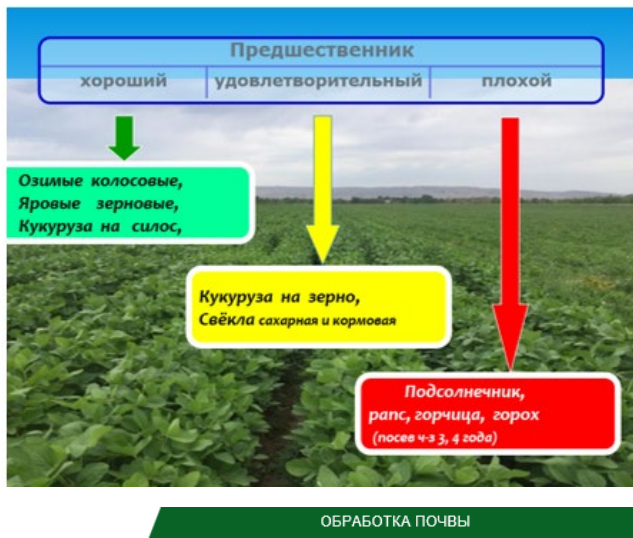 Предшественник
хороший удовлетворительный плохой
Озимые колосовые,
Яровые зерновые,
Кукуруза на силос,
Кукуруза на зерно,
Свёкла сахарная и кормовая
Подсолнечник,
рапс, горчица, горох
(посев ч-з 3, 4 года)
ОБРАБОТКА ПОЧВЫ